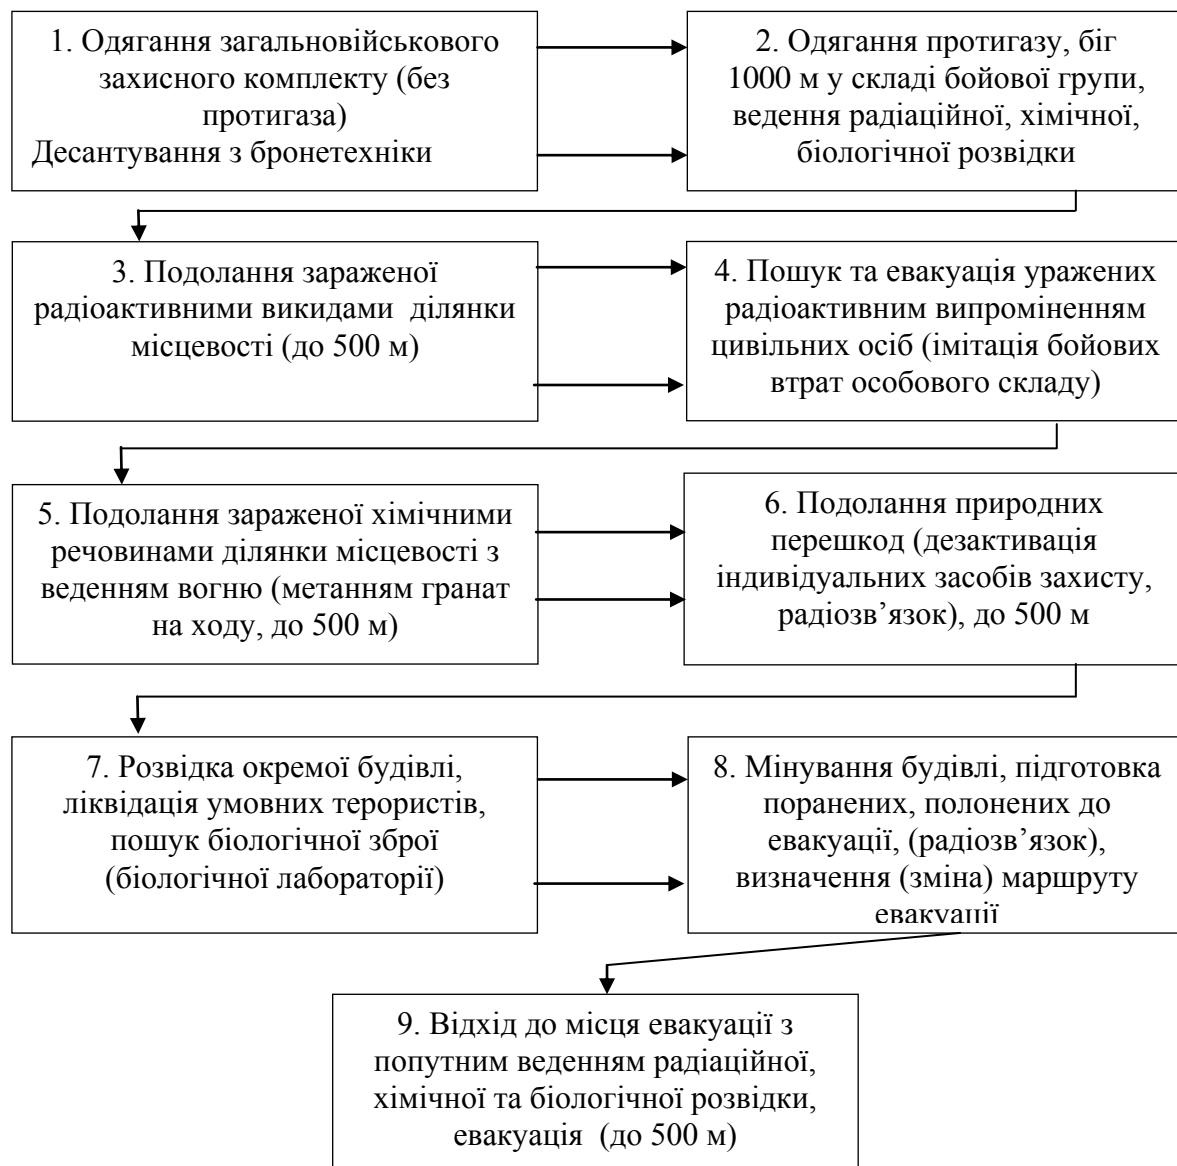 1. Одягання загальновійськового
захисного комплекту (без
протигаза)
Десантування з бронетехніки
2. Одягання протигазу, біг
1000 м у складі бойової групи,
ведення радіаційної, хімічної,
біологічної розвідки
3. Подолання зараженої
радіоактивними викидами ділянки
місцевості (до 500 м)
4. Пошук та евакуація уражених
радіоактивним випроміненням
цивільних осіб (імітація бойових
втрат особового складу)
5. Подолання зараженої хімічними
речовинами ділянки місцевості з
веденням вогню (метанням гранат
на ходу, до 500 м)
6. Подолання природних
перешкод (дезактивація
індивідуальних засобів захисту,
радіозв’язок), до 500 м
7. Розвідка окремої будівлі,
ліквідація умовних терористів,
пошук біологічної зброї
(біологічної лабораторії)
8. Мінування будівлі, підготовка
поранених, полонених до
евакуації, (радіозв’язок),
визначення (зміна) маршруту
евакуації
9. Відхід до місця евакуації з
попутним веденням радіаційної,
хімічної та біологічної розвідки,
евакуація (до 500 м)